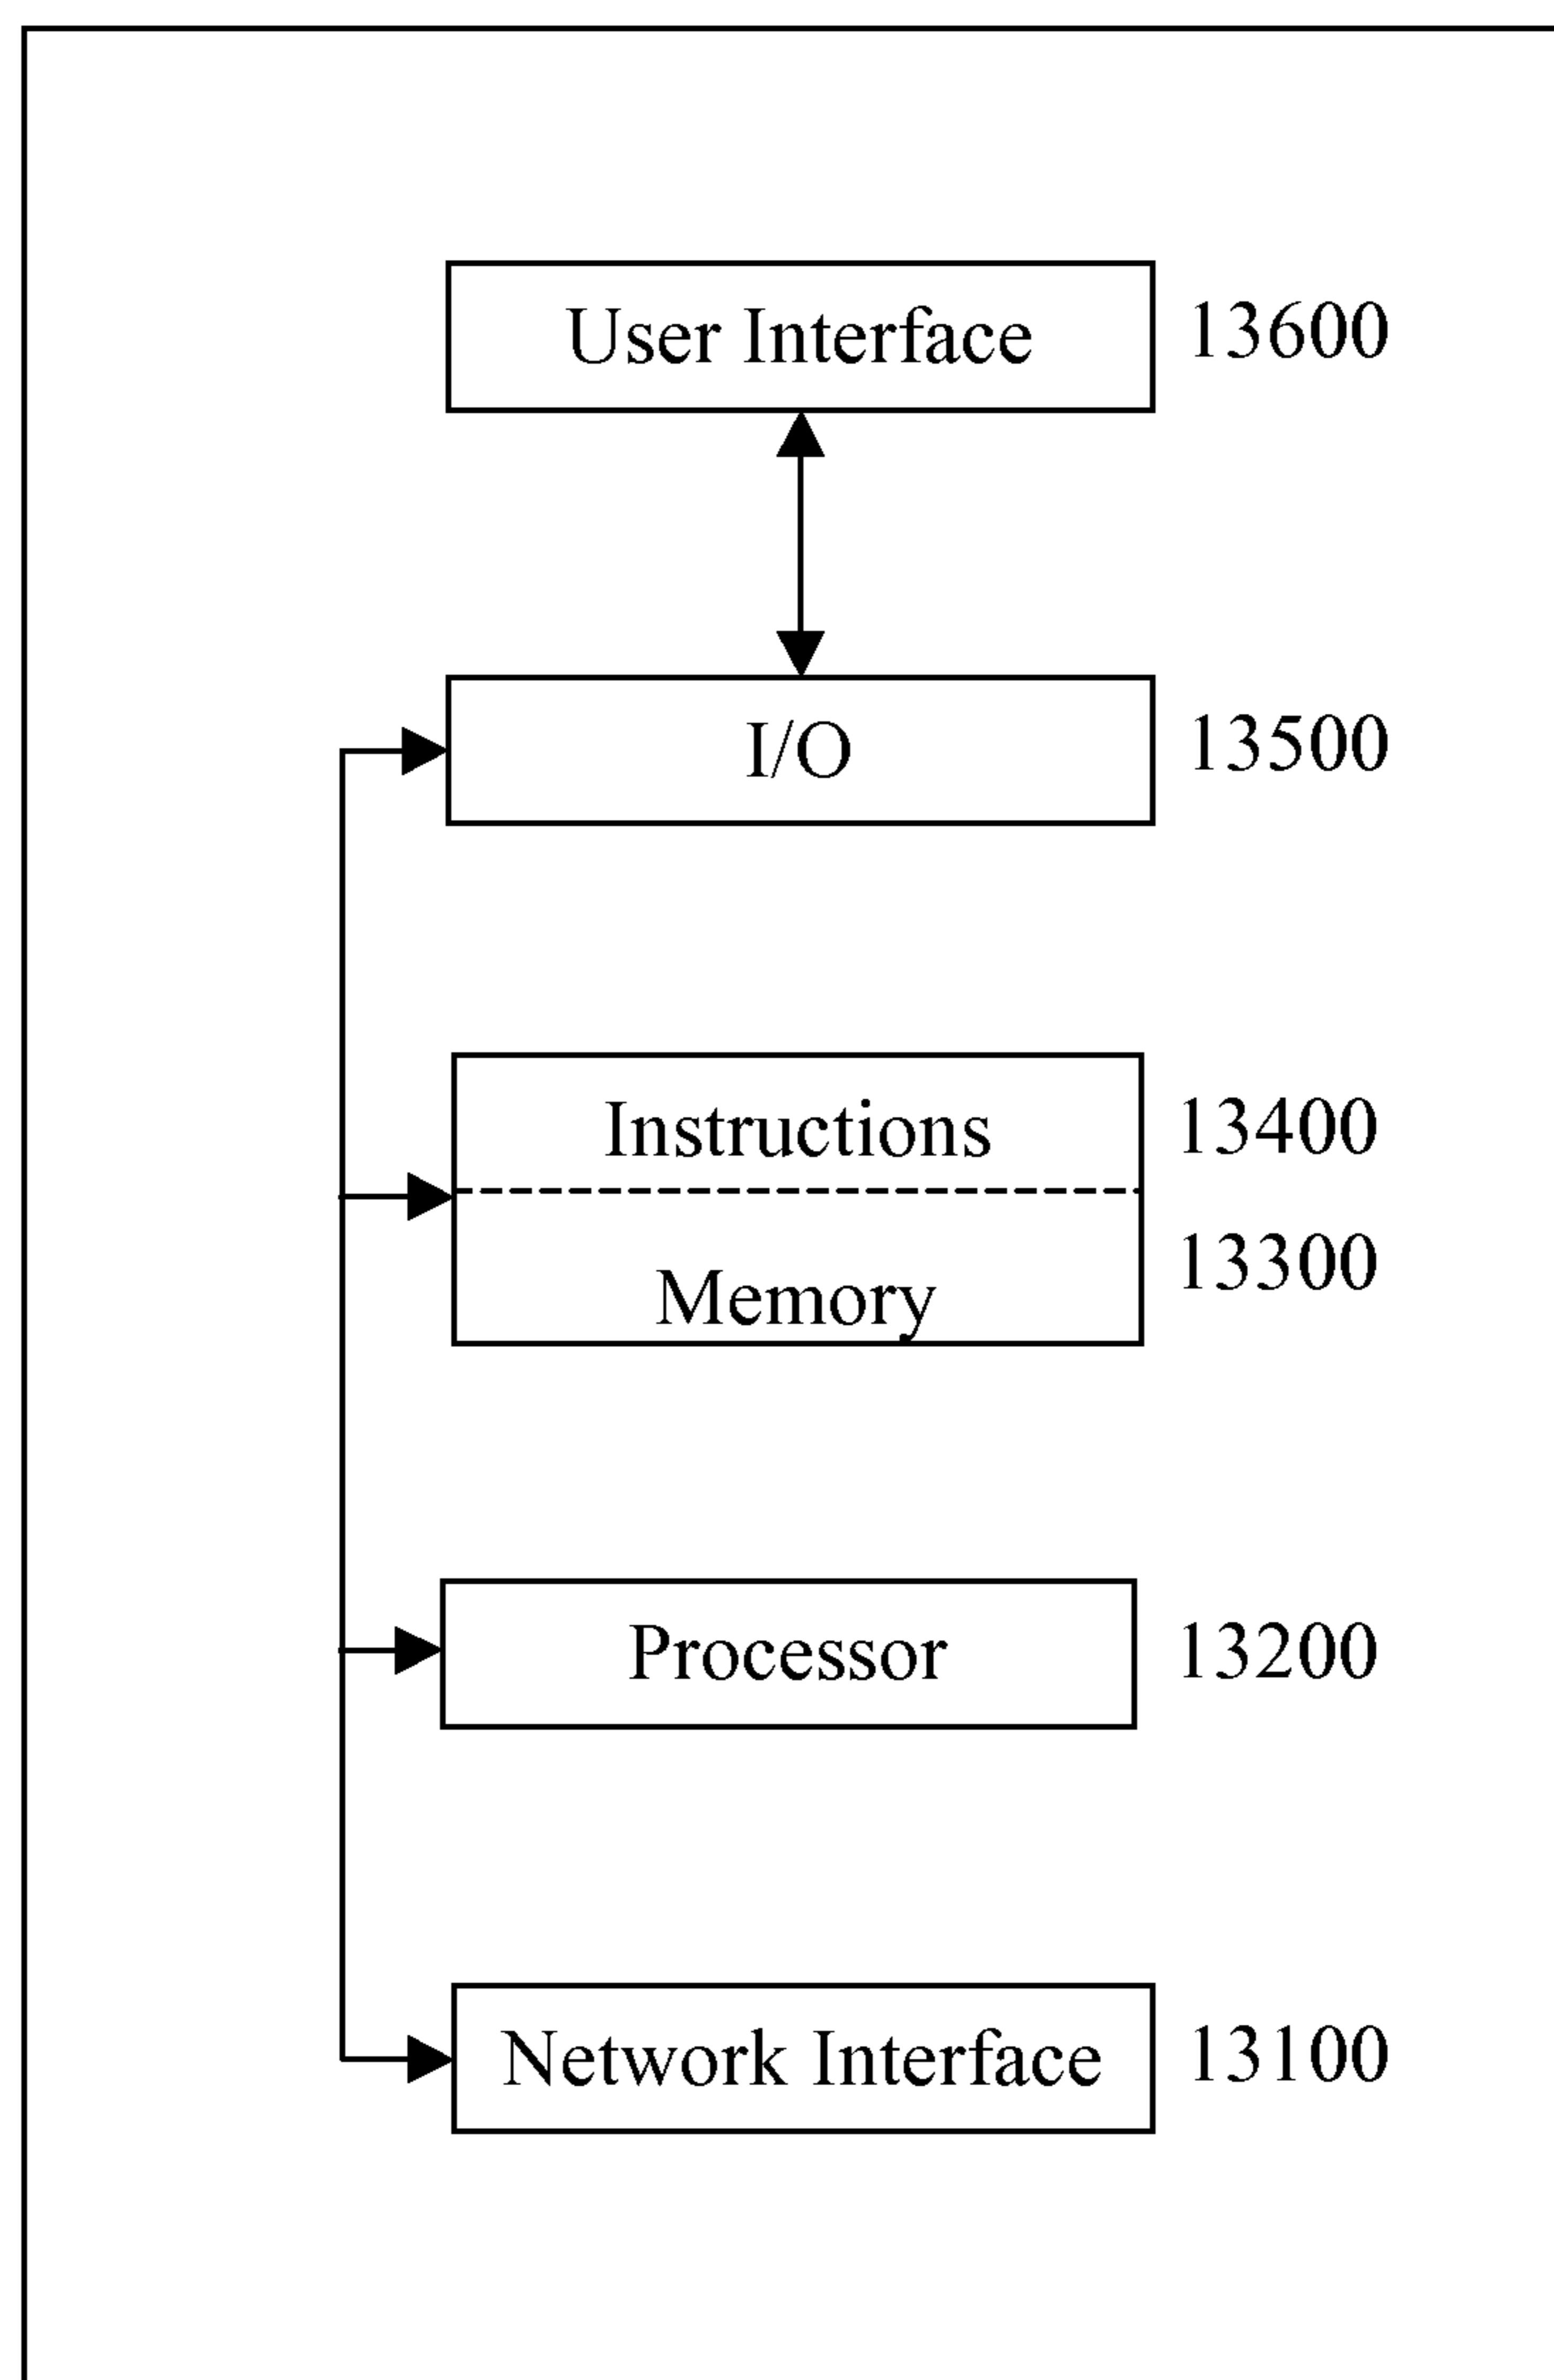 User Interface 13600
I/O 13500
Instructions 13400
Memory 13300
Processor 13200
Network Interface 13100